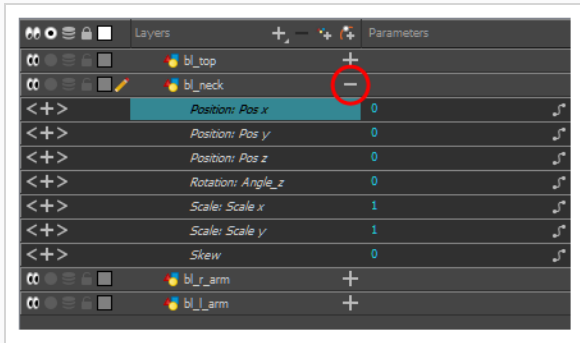 Layers Parameters
bl_top
bl_neck
Position: Pos x 0
Position: Pos y 0
Position: Pos z 0
Rotation: Angle_z 0
Scale: Scale x 1
Scale: Scale y 1
Skew 0
bl_r_arm
bl_l_arm